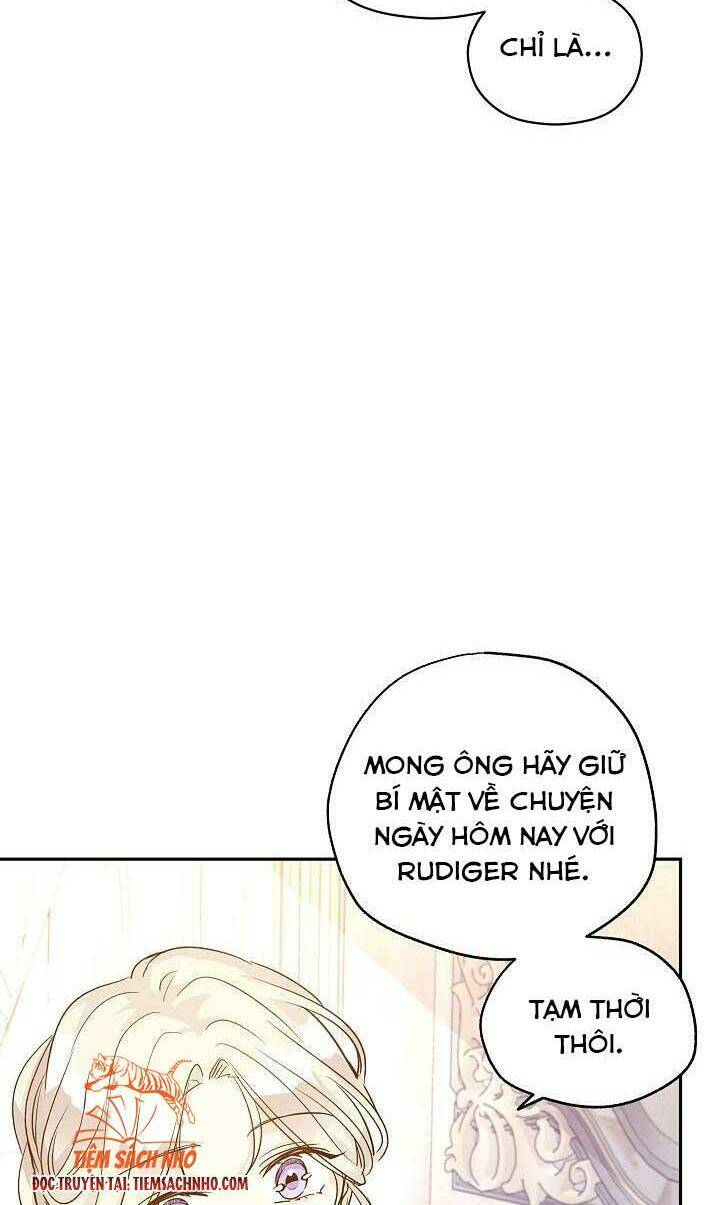 CHỈ LÀ...
MONG ÔNG HÃY GIỮ
BÍ MẬT VỀ CHUYỆN
NGÀY HÔM NAY VỚI
RUDIGER NHÉ.
TẠM THỜI
THÔI.
TIỆM SÁCH NHỎ
ĐỌC TRUYỆN TẠI: TIEMSACHNHO.COM